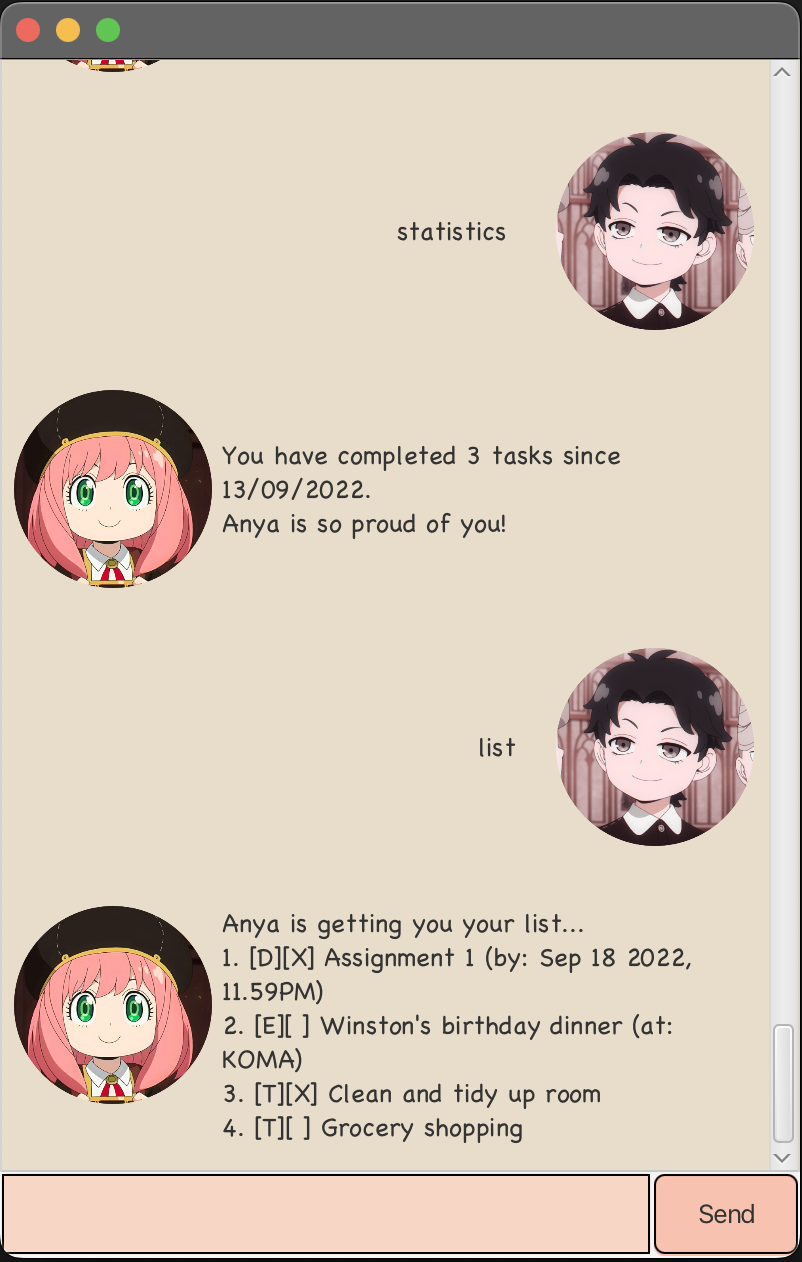 statistics
You have completed 3 tasks since
13/09/2022.
Anya is so proud of you!
list
Anya is getting you your list...
1. [D][X] Assignment 1 (by: Sep 18 2022,
11.59PM)
2. [E][ ] Winston's birthday dinner (at:
KOMA)
3. [T][X] Clean and tidy up room
4. [T][ ] Grocery shopping
Send